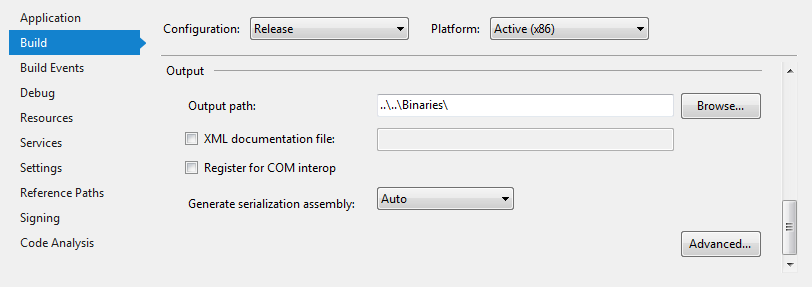 Application
Build
Build Events
Debug
Resources
Services
Settings
Reference Paths
Signing
Code Analysis
Configuration: Release Platform: Active (x86)
Output
Output path: ..\..\Binaries\ Browse...
XML documentation file:
Register for COM interop
Generate serialization assembly: Auto
Advanced...